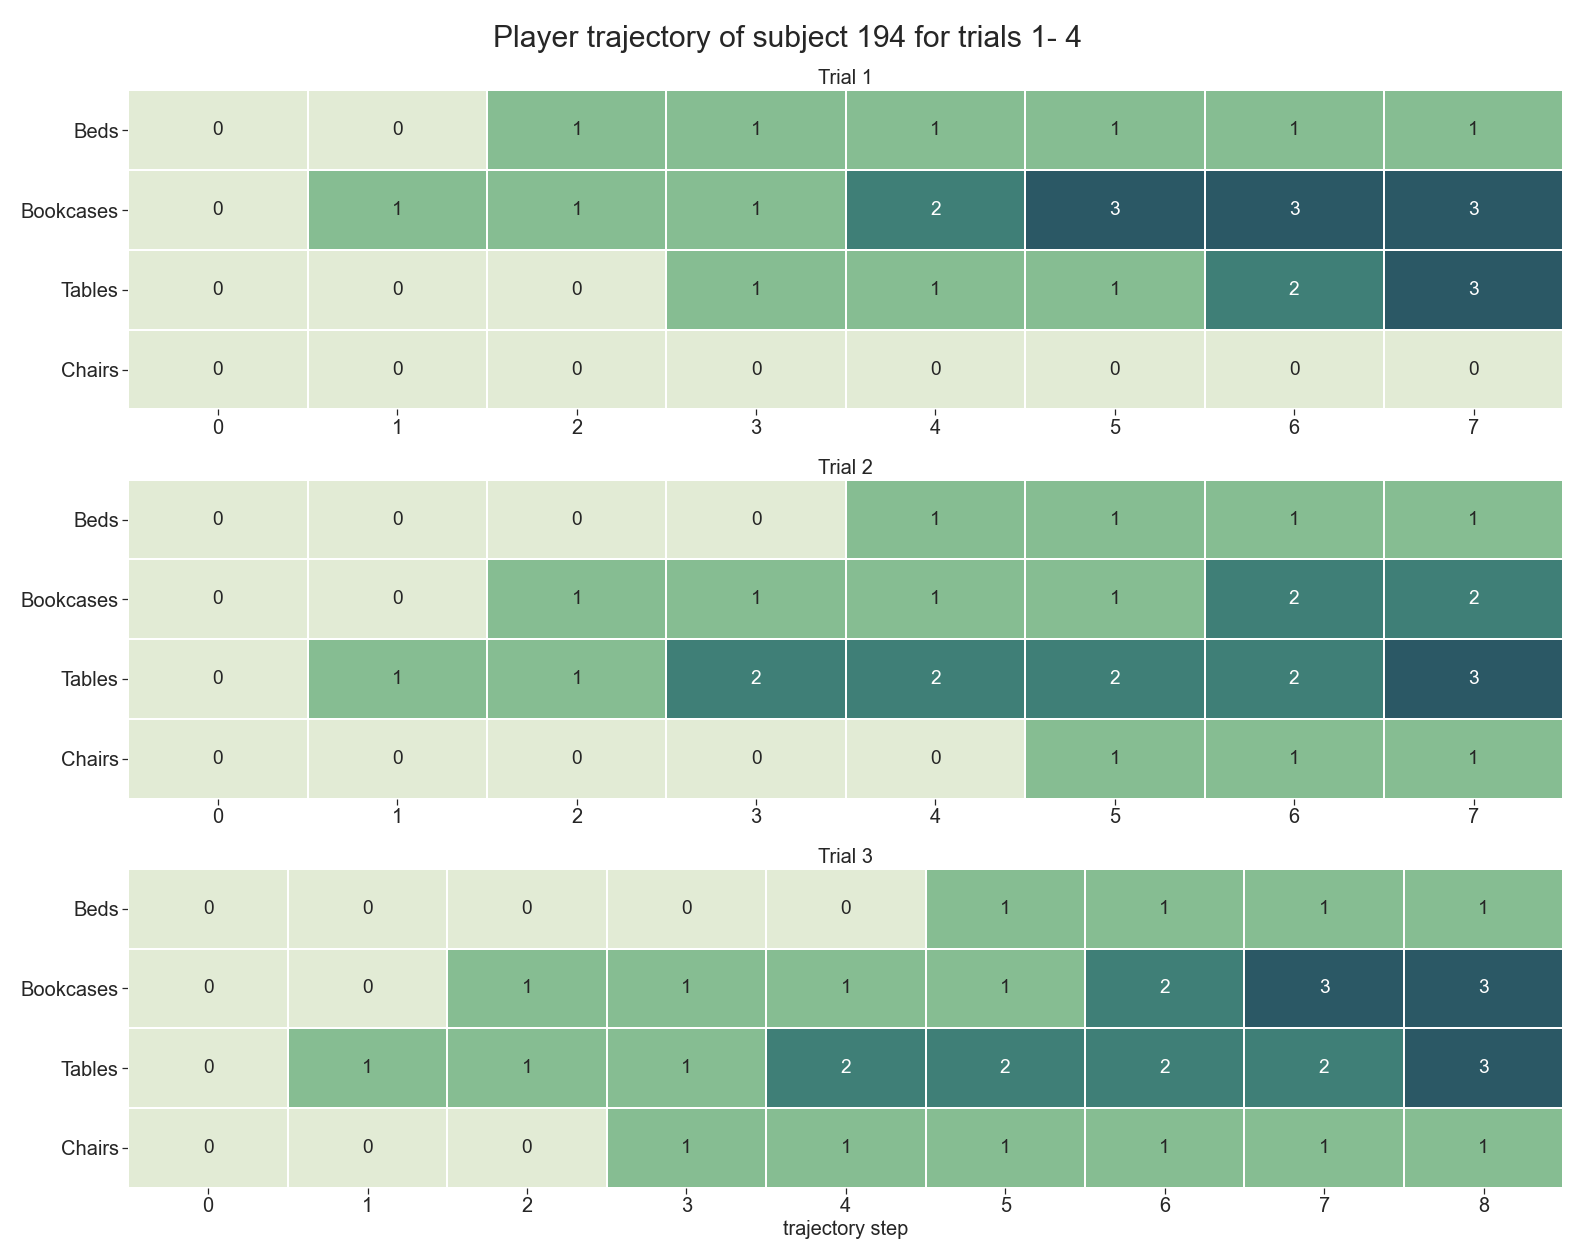 Player trajectory of subject 194 for trials 1- 4
Trial 1
Beds 0 0 1 1 1 1 1 1
Bookcases 0 1 1 1 2 3 3 3
Tables 0 0 0 1 1 1 2 3
Chairs 0 0 0 0 0 0 0 0
0 1 2 3 4 5 6 7
Trial 2
Beds 0 0 0 0 1 1 1 1
Bookcases 0 0 1 1 1 1 2 2
Tables 0 1 1 2 2 2 2 3
Chairs 0 0 0 0 0 1 1 1
0 1 2 3 4 5 6 7
Trial 3
Beds 0 0 0 0 0 1 1 1 1
Bookcases 0 0 1 1 1 1 2 3 3
Tables 0 1 1 1 2 2 2 2 3
Chairs 0 0 0 1 1 1 1 1 1
0 1 2 3 4 5 6 7 8
trajectory step